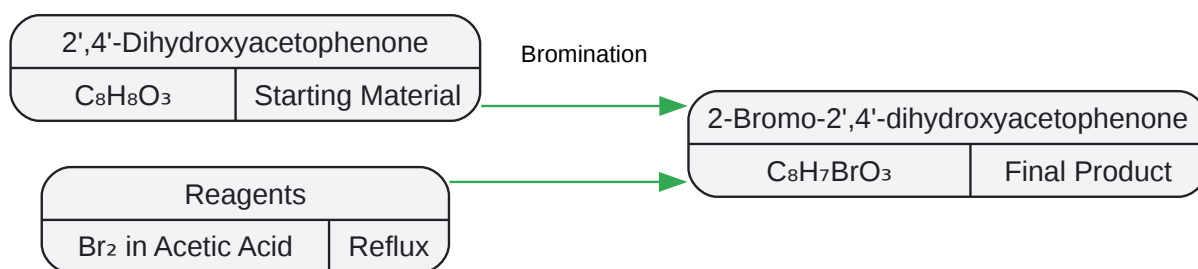 2',4'-Dihydroxyacetophenone
C₈H₈O₃
Starting Material
Bromination
Reagents
Br₂ in Acetic Acid
Reflux
2-Bromo-2',4'-dihydroxyacetophenone
C₈H₇BrO₃
Final Product